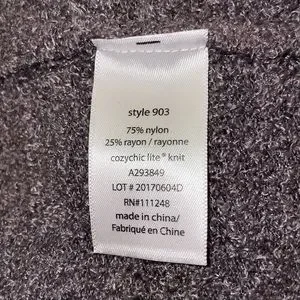 style 903
75% nylon
25% rayon / rayonne
cozychic lite® knit
A293849
LOT # 20170604D
RN#111248
made in china/
Fabriqué en Chine